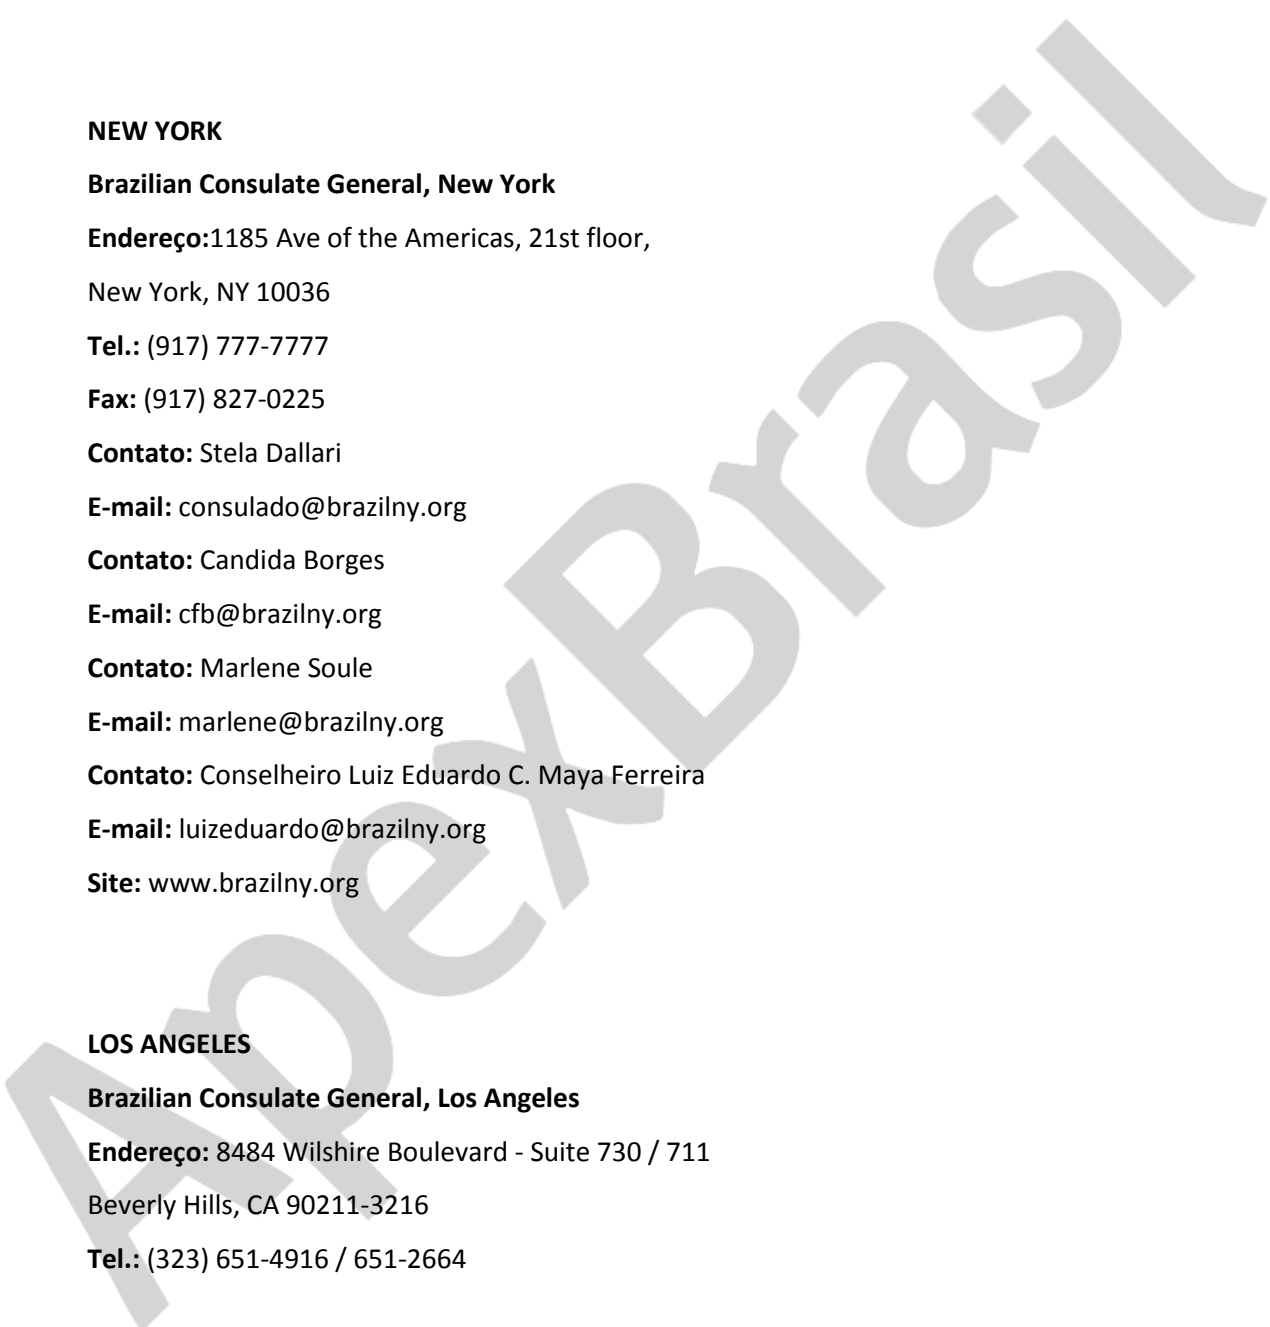 NEW YORK
Brazilian Consulate General, New York
Endereço:1185 Ave of the Americas, 21st floor,
New York, NY 10036
Tel.: (917) 777-7777
Fax: (917) 827-0225
Contato: Stela Dallari
E-mail: consulado@brazilny.org
Contato: Candida Borges
E-mail: cfb@brazilny.org
Contato: Marlene Soule
E-mail: marlene@brazilny.org
Contato: Conselheiro Luiz Eduardo C. Maya Ferreira
E-mail: luizeduardo@brazilny.org
Site: www.brazilny.org
LOS ANGELES
Brazilian Consulate General, Los Angeles
Endereço: 8484 Wilshire Boulevard - Suite 730 / 711
Beverly Hills, CA 90211-3216
Tel.: (323) 651-4916 / 651-2664
ApexBrasil